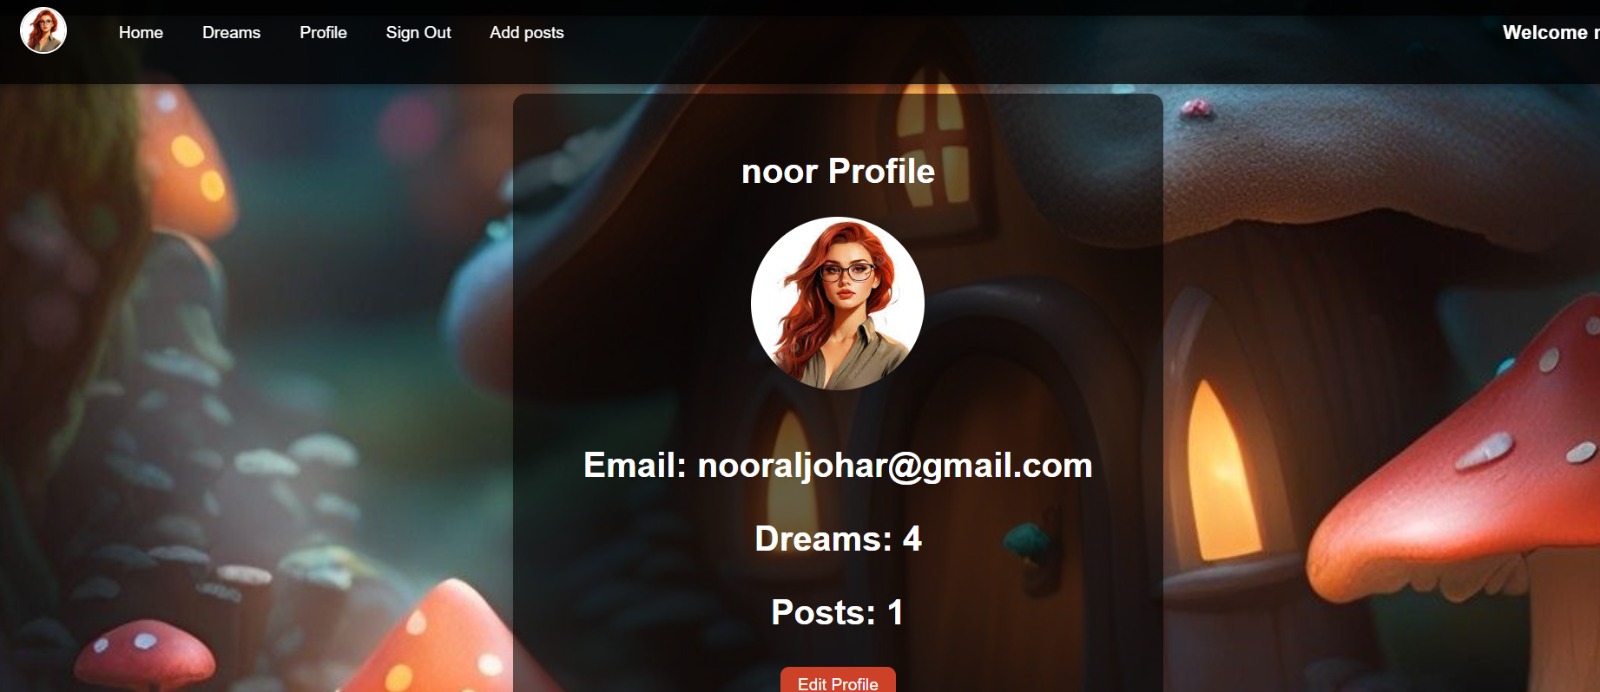 Home Dreams Profile Sign Out Add posts Welcome
noor Profile
Email: nooraljohar@gmail.com
Dreams: 4
Posts: 1
Edit Profile